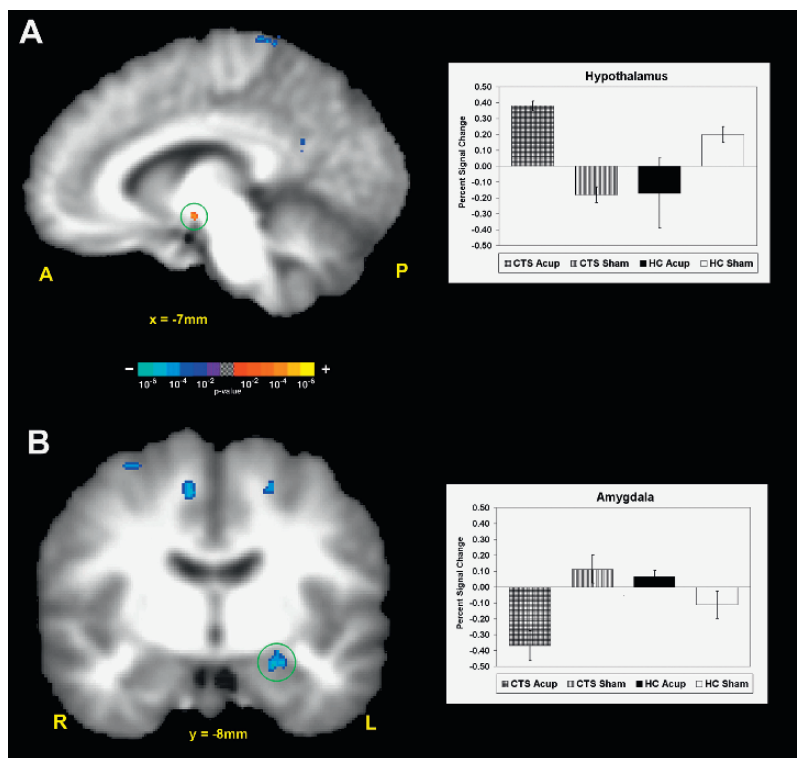 A
Hypothalamus
Percent Signal Change
0.50
0.40
0.30
0.20
0.10
0.00
-0.10
-0.20
-0.30
-0.40
-0.50
CTS Acup CTS Sham HC Acup HC Sham
A P
x = -7mm
− +
10-6 10-4 10-2 10-2 10-4 10-6
p-value
B
Amygdala
Percent Signal Change
0.50
0.40
0.30
0.20
0.10
0.00
-0.10
-0.20
-0.30
-0.40
-0.50
CTS Acup CTS Sham HC Acup HC Sham
R L
y = -8mm